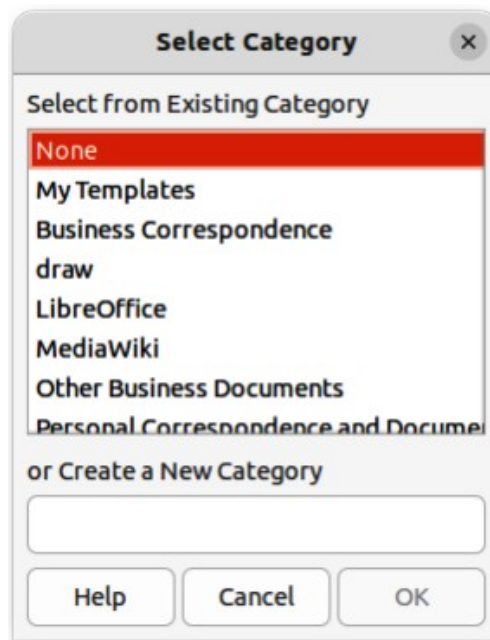 Select Category
Select from Existing Category
None
My Templates
Business Correspondence
draw
LibreOffice
MediaWiki
Other Business Documents
Personal Correspondence and Documen
or Create a New Category
Help Cancel OK